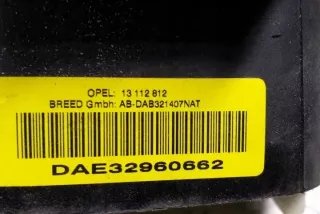 OPEL: 13 112 812
BREED Gmbh: AB-DAB321407NAT
DAE32960662